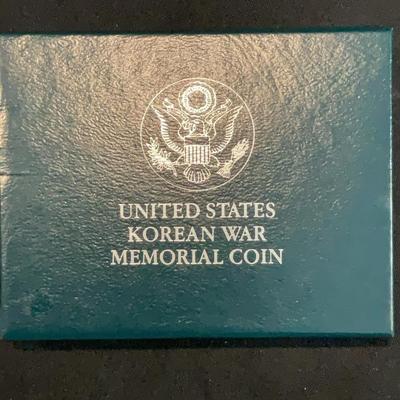 UNITED STATES
KOREAN WAR
MEMORIAL COIN